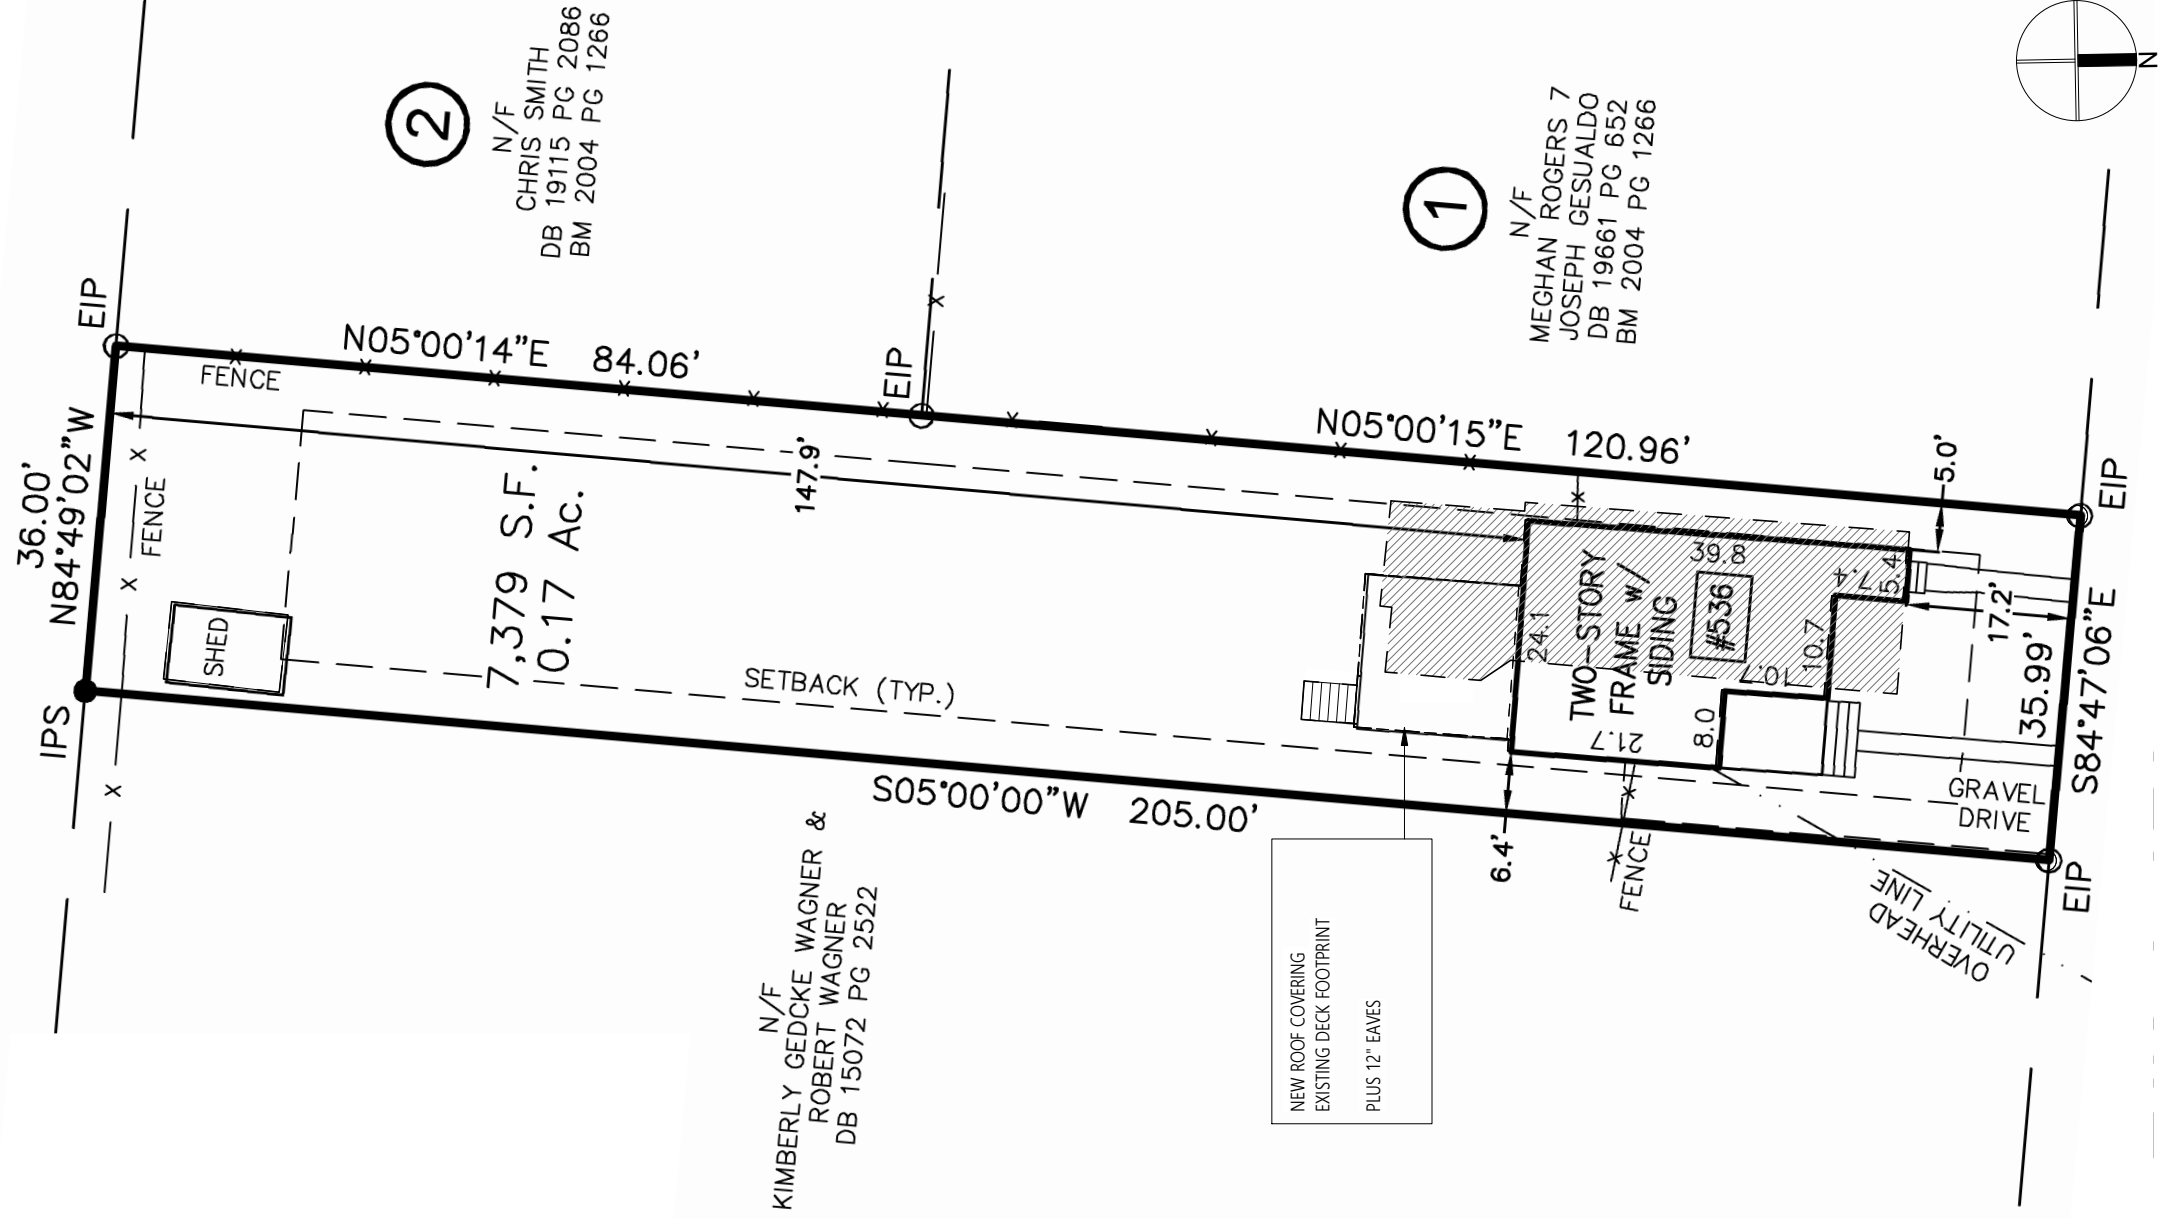 N
2
N/F
CHRIS SMITH
DB 19115 PG 2086
BM 2004 PG 1266
1
N/F
MEGHAN ROGERS 7
JOSEPH GESUALDO
DB 19661 PG 652
BM 2004 PG 1266
EIP
N05°00'14"E 84.06'
FENCE
EIP
N05°00'15"E 120.96'
5.0'
EIP
36.00'
N84°49'02"W
FENCE
147.9'
7,379 S.F.
0.17 Ac.
SHED
SETBACK (TYP.)
IPS
24.1
TWO-STORY
FRAME w/
SIDING
#536
39.8
7.4
5.4
10.7
10.7
8.0
21.7
17.2'
35.99'
S84°47'06"E
GRAVEL
DRIVE
S05°00'00"W 205.00'
6.4'
FENCE
EIP
OVERHEAD
UTILITY LINE
N/F
KIMBERLY GEDCKE WAGNER &
ROBERT WAGNER
DB 15072 PG 2522
NEW ROOF COVERING
EXISTING DECK FOOTPRINT
PLUS 12" EAVES